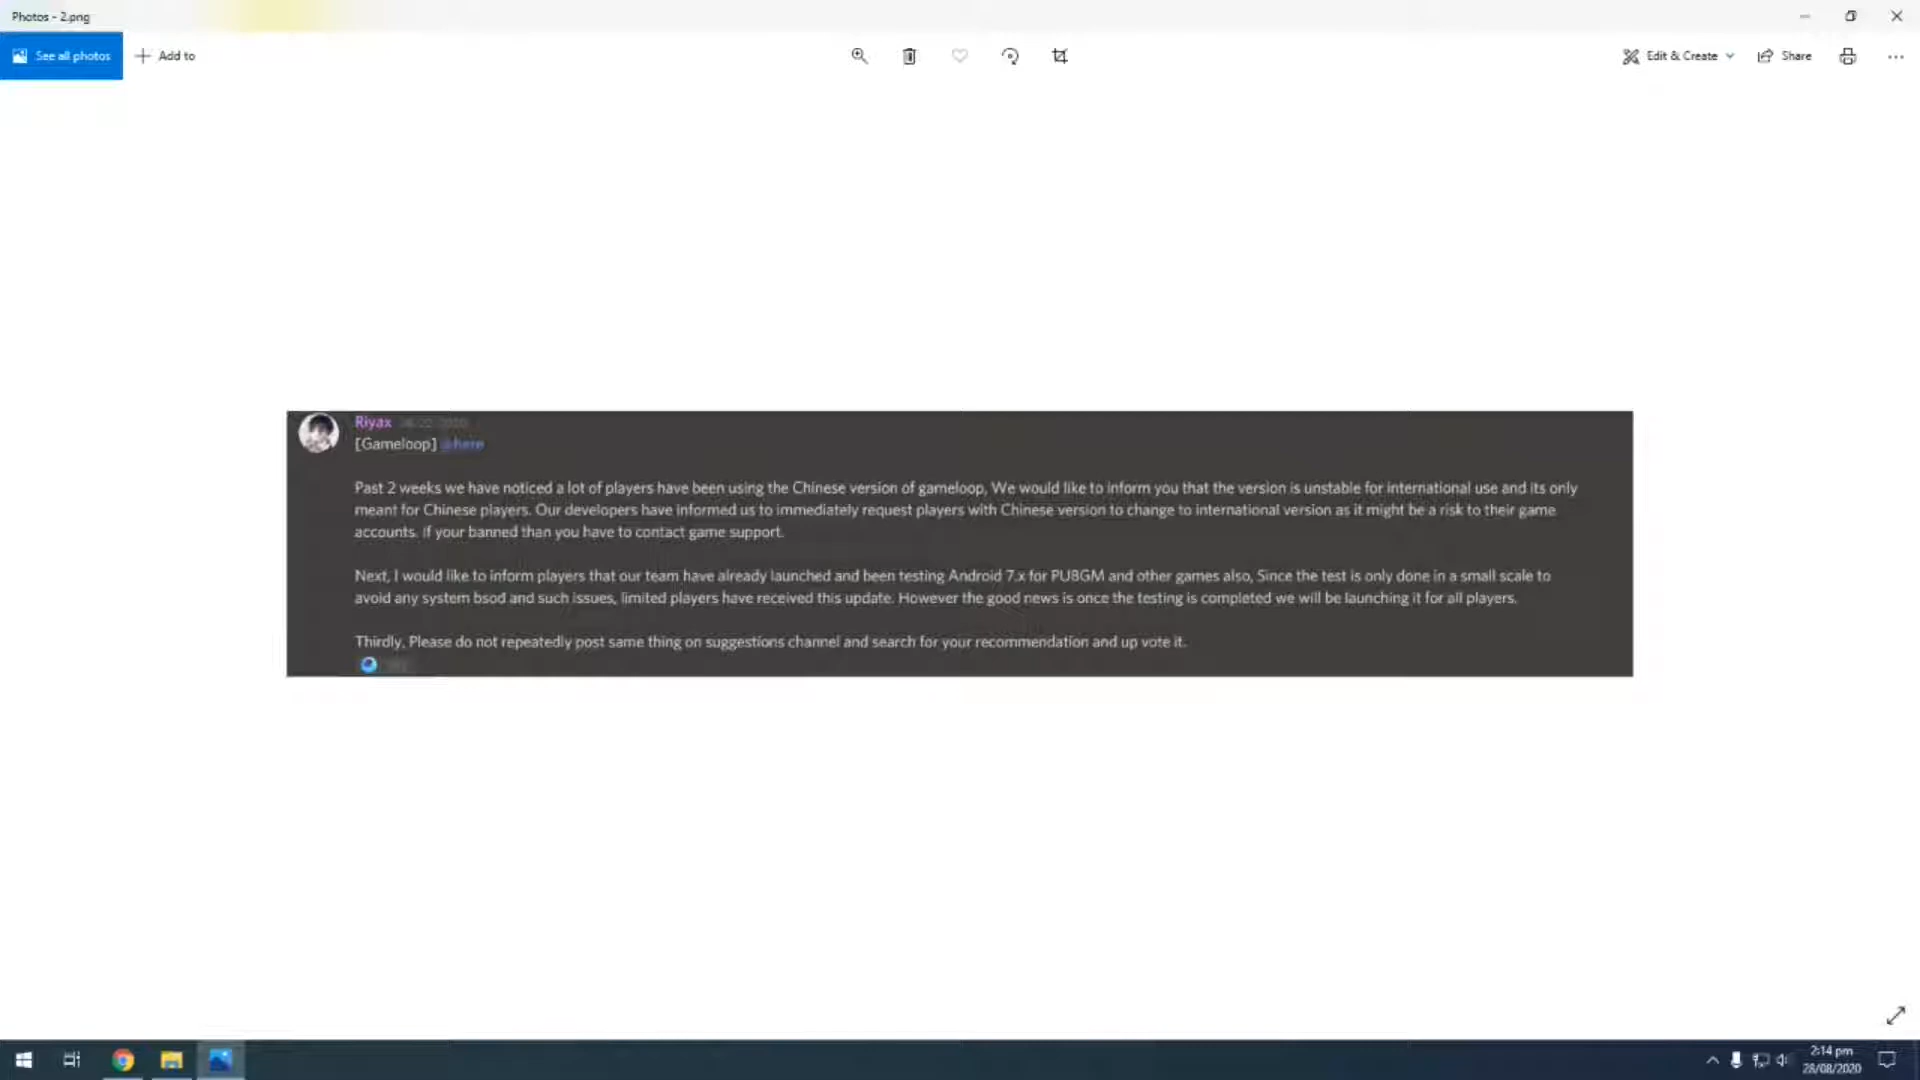 Photos - 2.png
See all photos
Add to
Edit & Create
Share
Riyax
[Gameloop] @here
Past 2 weeks we have noticed a lot of players have been using the Chinese version of gameloop, We would like to inform you that the version is unstable for international use and its only
meant for Chinese players. Our developers have informed us to immediately request players with Chinese version to change to international version as it might be a risk to their game
accounts. If your banned than you have to contact game support.
Next, I would like to inform players that our team have already launched and been testing Android 7.x for PUBGM and other games also, Since the test is only done in a small scale to
avoid any system bsod and such issues, limited players have received this update. However the good news is once the testing is completed we will be launching it for all players.
Thirdly, Please do not repeatedly post same thing on suggestions channel and search for your recommendation and up vote it.
2:14 pm
28/08/2020